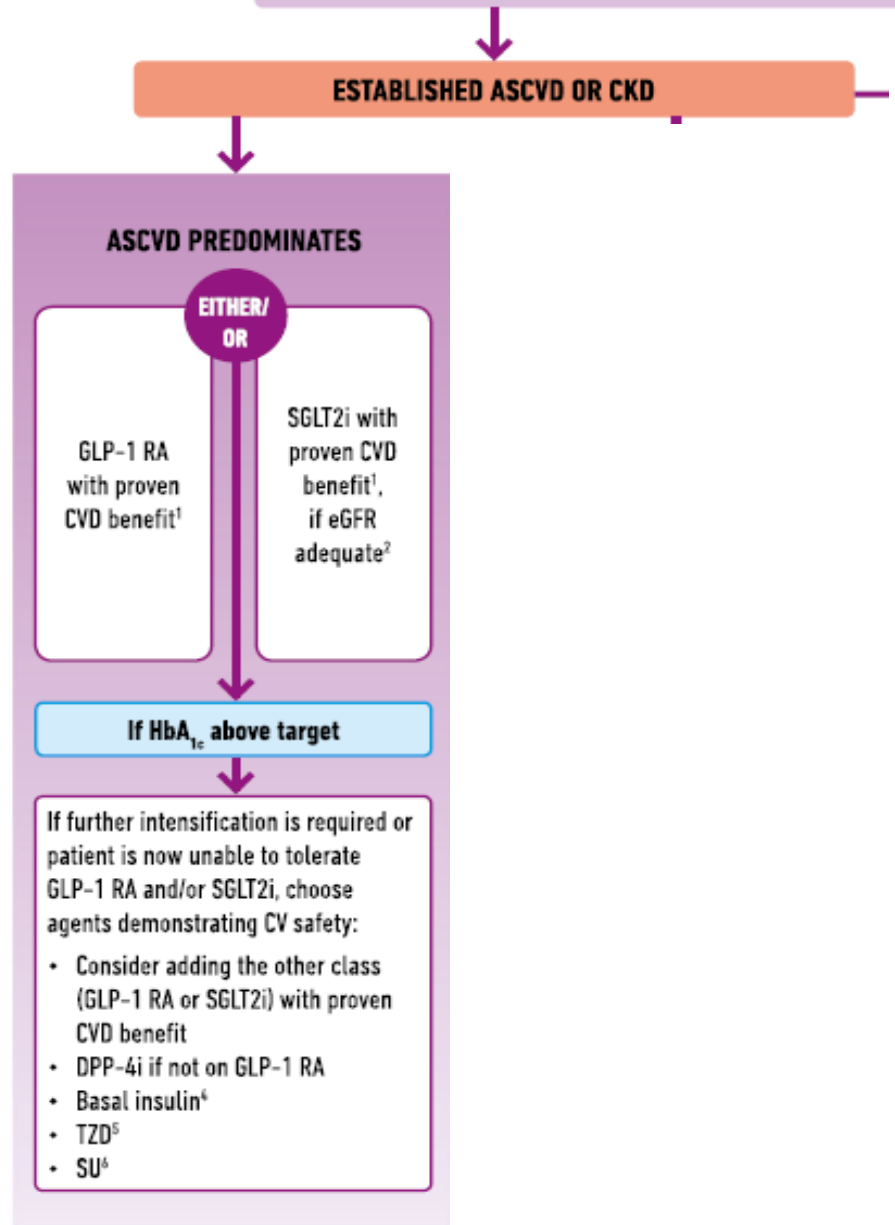 ESTABLISHED ASCVD OR CKD
ASCVD PREDOMINATES
EITHER/
OR
GLP-1 RA
with proven
CVD benefit¹
SGLT2i with
proven CVD
benefit¹,
if eGFR
adequate²
If HbA₁c above target
If further intensification is required or
patient is now unable to tolerate
GLP-1 RA and/or SGLT2i, choose
agents demonstrating CV safety:
• Consider adding the other class
(GLP-1 RA or SGLT2i) with proven
CVD benefit
• DPP-4i if not on GLP-1 RA
• Basal insulin⁴
• TZD⁵
• SU⁶